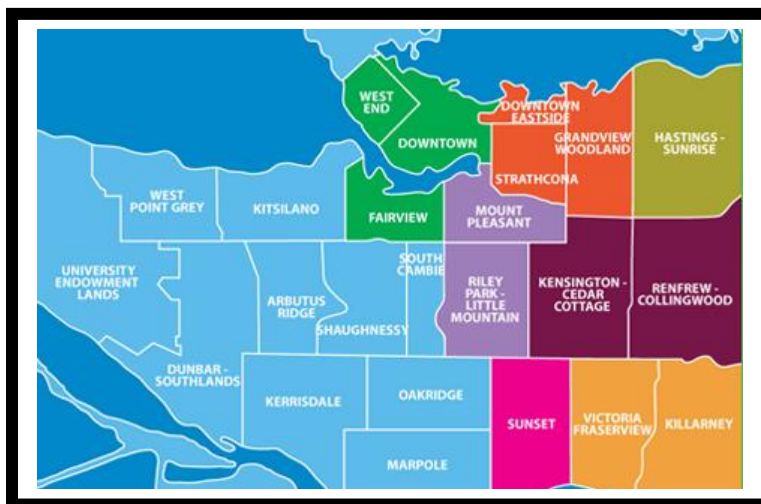 WEST
END
DOWNTOWN
DOWNTOWN
EASTSIDE
GRANDVIEW
WOODLAND
HASTINGS -
SUNRISE
STRATHCONA
WEST
POINT GREY
KITSILANO
FAIRVIEW
MOUNT
PLEASANT
UNIVERSITY
ENDOWMENT
LANDS
ARBUTUS
RIDGE
SHAUGHNESSY
SOUTH
CAMBIE
RILEY
PARK -
LITTLE
MOUNTAIN
KENSINGTON -
CEDAR
COTTAGE
RENFREW -
COLLINGWOOD
DUNBAR -
SOUTHLANDS
KERRISDALE
OAKRIDGE
SUNSET
VICTORIA
FRASERVIEW
KILLARNEY
MARPOLE